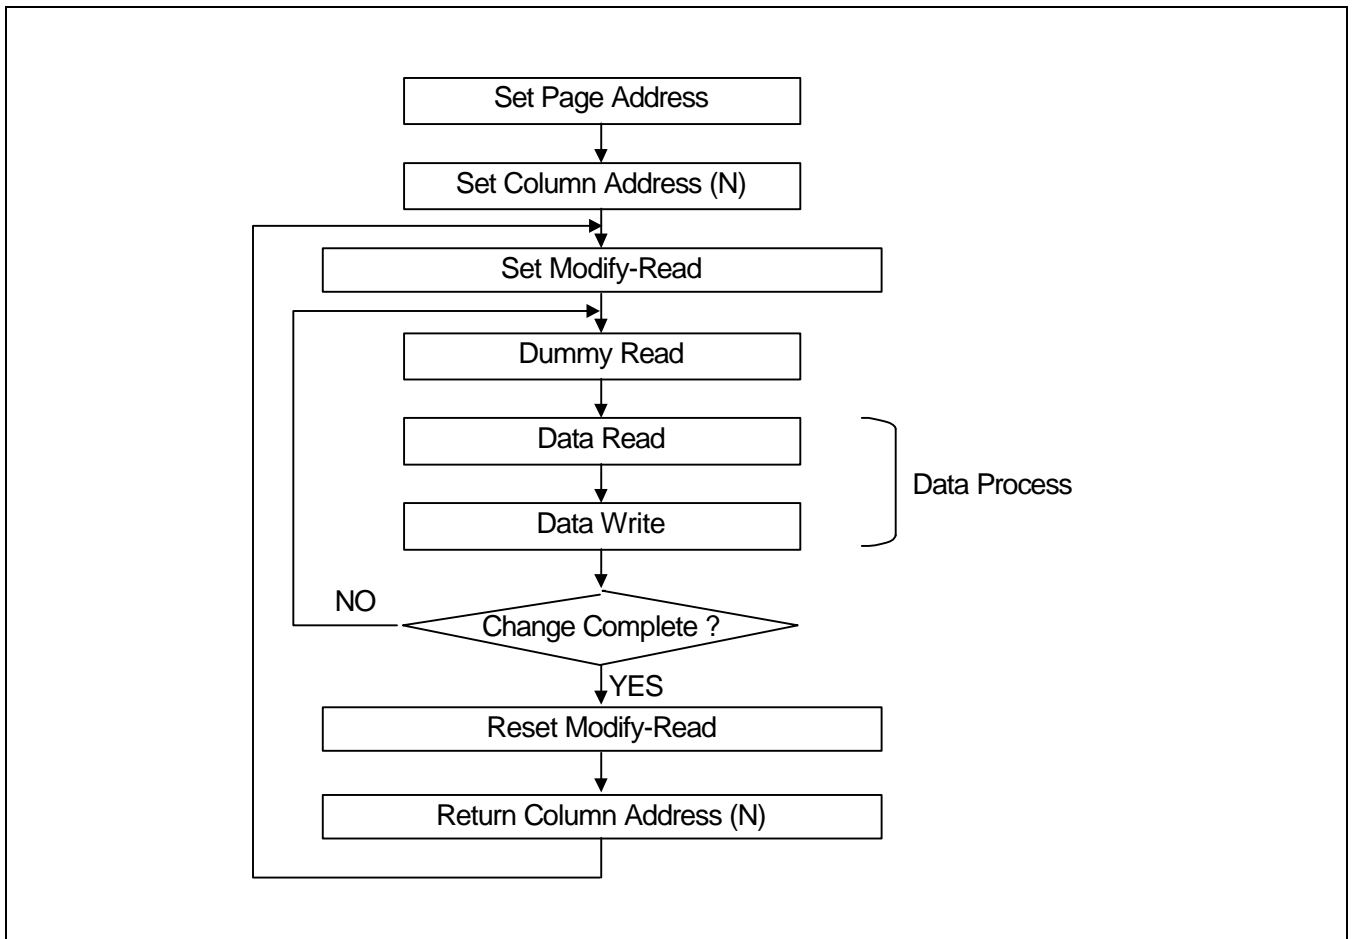 Set Page Address
Set Column Address (N)
Set Modify-Read
Dummy Read
Data Read
Data Process
Data Write
NO
Change Complete ?
YES
Reset Modify-Read
Return Column Address (N)